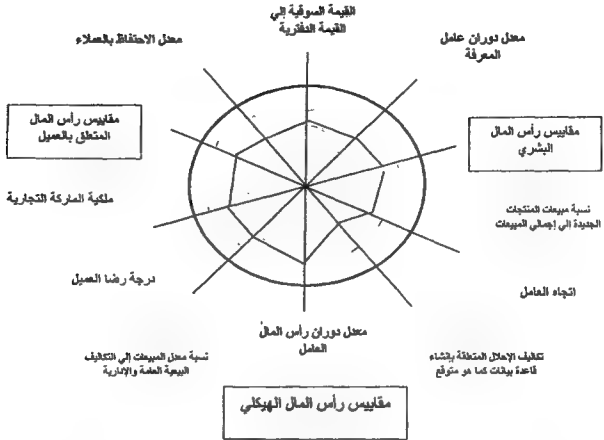 القيمة السوقية إلي
القيمة الدفترية
معدل دوران عامل
المعرفة
معدل الاحتفاظ بالعملاء
مقاييس رأس المال
البشري
مقاييس رأس المال
المتعلق بالعميل
نسبة مبيعات المنتجات
الجديدة إلي إجمالي المبيعات
ملكية الماركة التجارية
اتجاه العامل
درجة رضا العميل
معدل دوران رأس المال
العامل
تكاليف الإحلال المتعلقة بإنشاء
قاعدة بيانات كما هو متوقع
نسبة معدل المبيعات إلي التكاليف
البيعية العامة والإدارية
مقاييس رأس المال الهيكلي